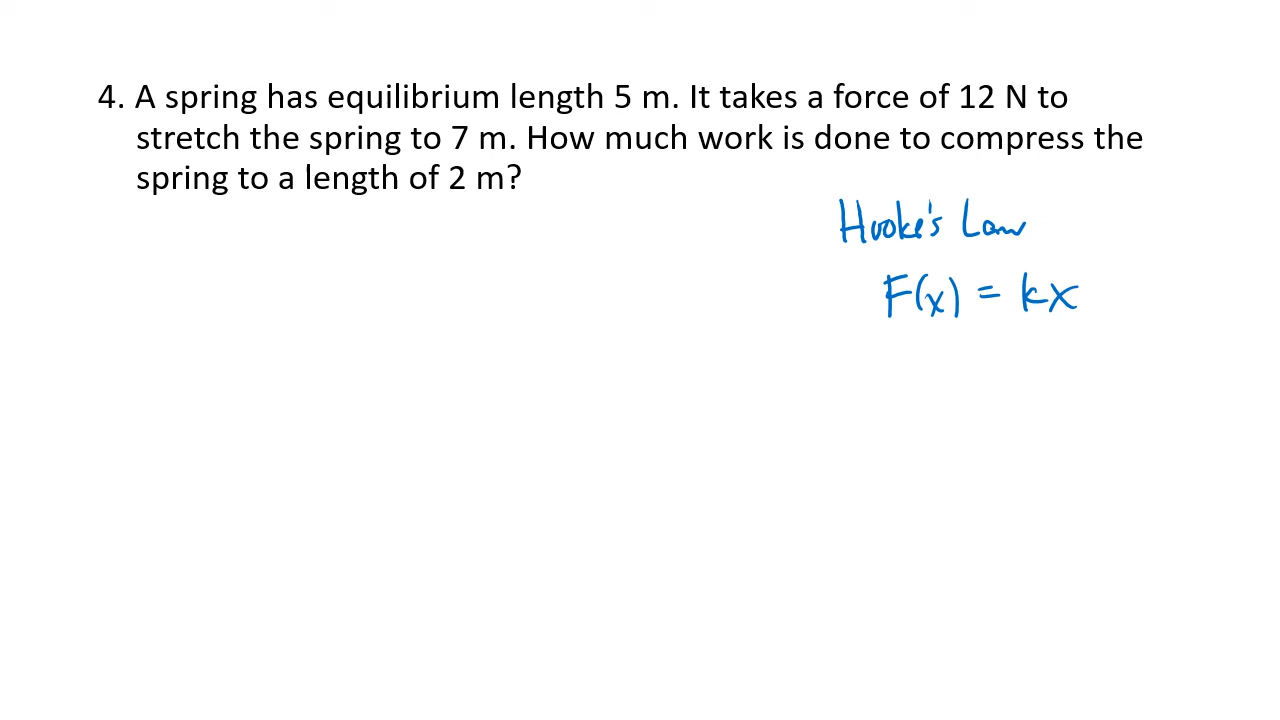 4. A spring has equilibrium length 5 m. It takes a force of 12 N to
stretch the spring to 7 m. How much work is done to compress the
spring to a length of 2 m?
Hooke's Law
F(x) = kx